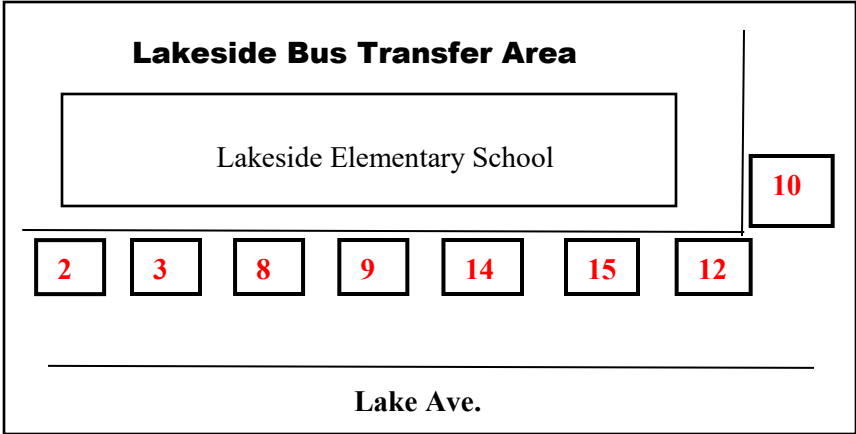 Lakeside Bus Transfer Area
Lakeside Elementary School
10
2 3 8 9 14 15 12
Lake Ave.